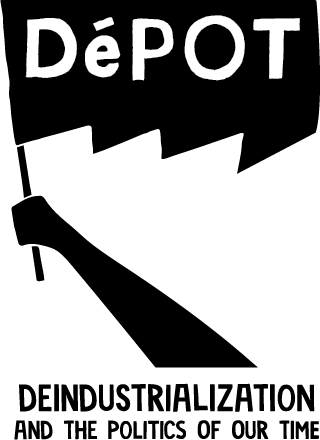 DéPOT
DEINDUSTRIALIZATION
AND THE POLITICS OF OUR TIME